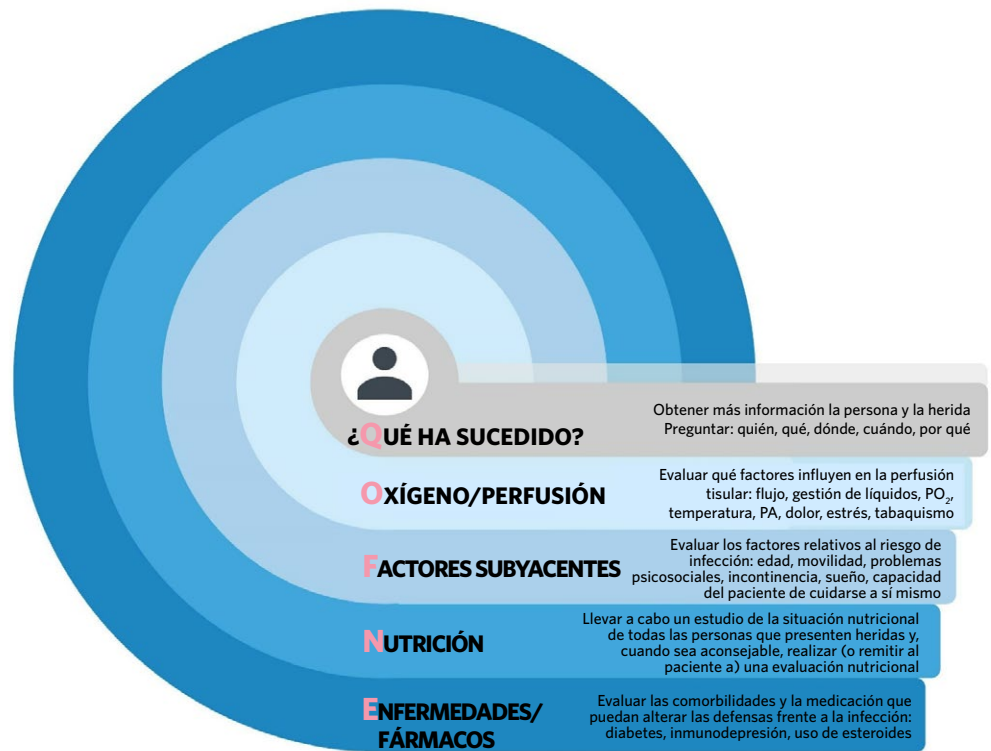 ¿QUÉ HA SUCEDIDO?
Obtener más información la persona y la herida
Preguntar: quién, qué, dónde, cuándo, por qué
OXÍGENO/PERFUSIÓN
Evaluar qué factores influyen en la perfusión
tisular: flujo, gestión de líquidos, PO₂,
temperatura, PA, dolor, estrés, tabaquismo
FACTORES SUBYACENTES
Evaluar los factores relativos al riesgo de
infección: edad, movilidad, problemas
psicosociales, incontinencia, sueño, capacidad
del paciente de cuidarse a sí mismo
NUTRICIÓN
Llevar a cabo un estudio de la situación nutricional
de todas las personas que presenten heridas y,
cuando sea aconsejable, realizar (o remitir al
paciente a) una evaluación nutricional
ENFERMEDADES/
FÁRMACOS
Evaluar las comorbilidades y la medicación que
puedan alterar las defensas frente a la infección:
diabetes, inmunodepresión, uso de esteroides